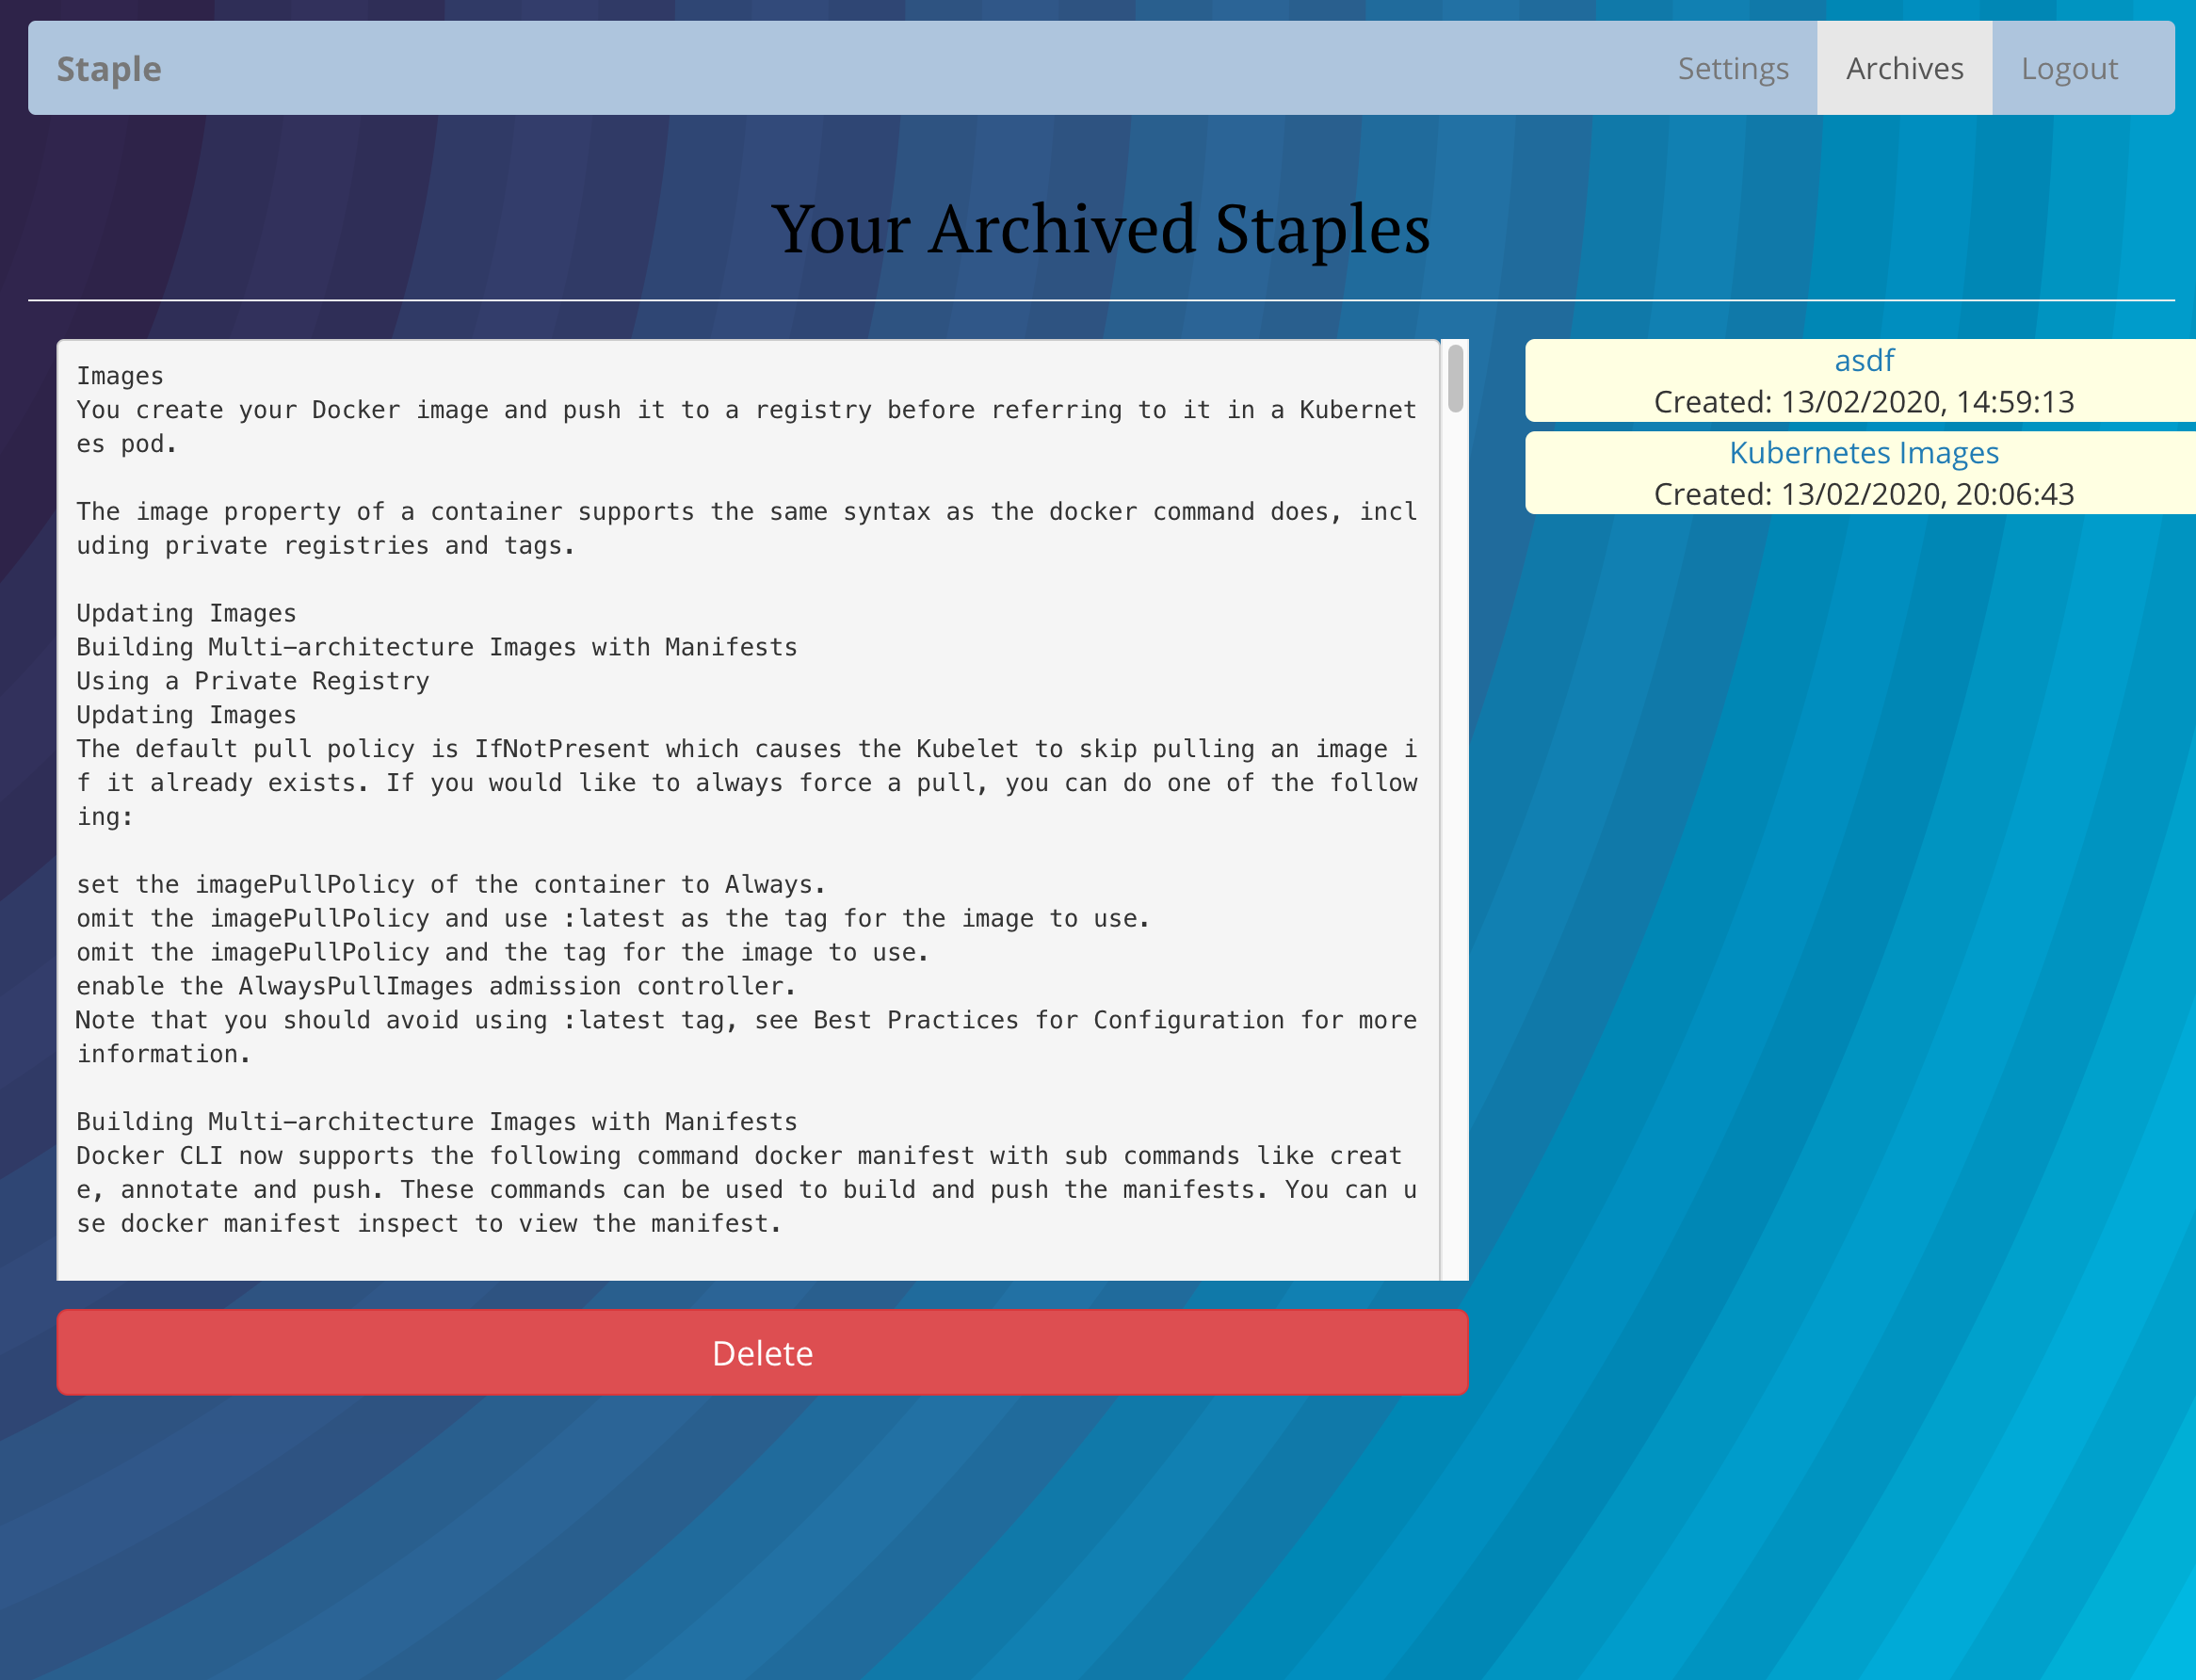 Staple
Settings
Archives
Logout
Your Archived Staples
Images
You create your Docker image and push it to a registry before referring to it in a Kubernet
es pod.
The image property of a container supports the same syntax as the docker command does, incl
uding private registries and tags.
Updating Images
Building Multi-architecture Images with Manifests
Using a Private Registry
Updating Images
The default pull policy is IfNotPresent which causes the Kubelet to skip pulling an image i
f it already exists. If you would like to always force a pull, you can do one of the follow
ing:
set the imagePullPolicy of the container to Always.
omit the imagePullPolicy and use :latest as the tag for the image to use.
omit the imagePullPolicy and the tag for the image to use.
enable the AlwaysPullImages admission controller.
Note that you should avoid using :latest tag, see Best Practices for Configuration for more
information.
Building Multi-architecture Images with Manifests
Docker CLI now supports the following command docker manifest with sub commands like creat
e, annotate and push. These commands can be used to build and push the manifests. You can u
se docker manifest inspect to view the manifest.
Delete
asdf
Created: 13/02/2020, 14:59:13
Kubernetes Images
Created: 13/02/2020, 20:06:43